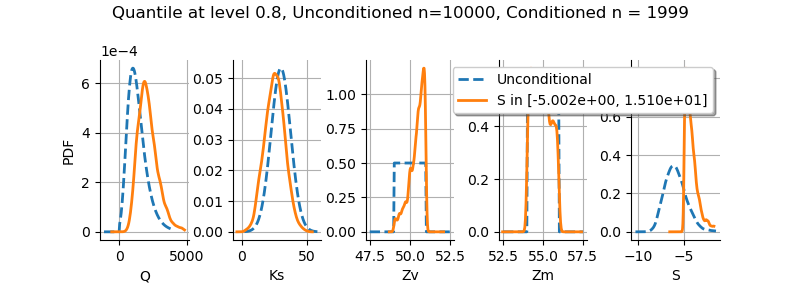 Quantile at level 0.8, Unconditioned n=10000, Conditioned n = 1999
1e−4
Unconditional
S in [-5.002e+00, 1.510e+01]
PDF
6
4
2
0
0 5000
Q
0.05
0.04
0.03
0.02
0.01
0.00
0 50
Ks
1.00
0.75
0.50
0.25
0.00
47.5 50.0 52.5
Zv
0.4
0.2
0.0
52.5 55.0 57.5
Zm
0.6
0.4
0.2
0.0
−10 −5
S